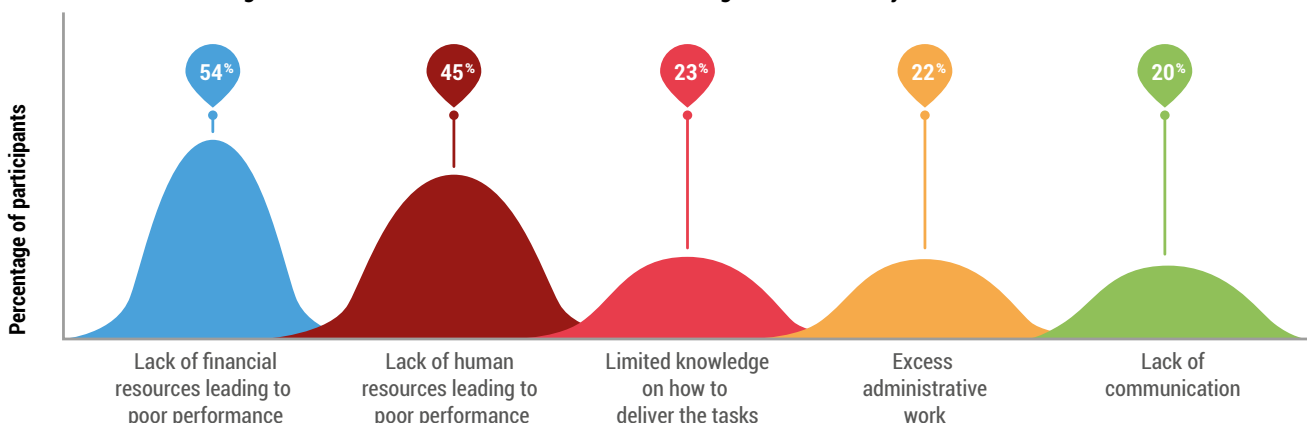 54%
45%
23%
22%
20%
Percentage of participants
Lack of financial
resources leading to
poor performance
Lack of human
resources leading to
poor performance
Limited knowledge
on how to
deliver the tasks
Excess
administrative
work
Lack of
communication